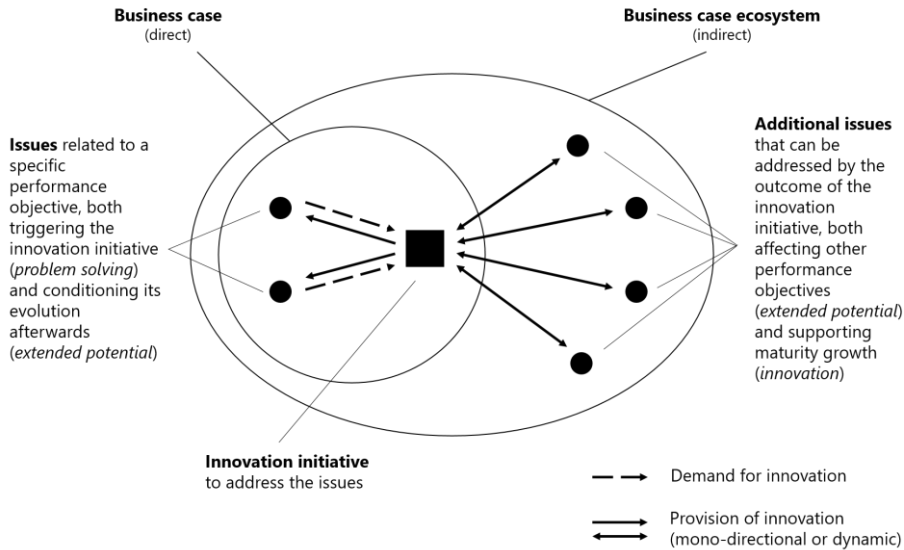 Business case
(direct)
Business case ecosystem
(indirect)
Issues related to a
specific
performance
objective, both
triggering the
innovation initiative
(problem solving)
and conditioning its
evolution
afterwards
(extended potential)
Additional issues
that can be
addressed by the
outcome of the
innovation
initiative, both
affecting other
performance
objectives
(extended potential)
and supporting
maturity growth
(innovation)
Innovation initiative
to address the issues
Demand for innovation
Provision of innovation
(mono-directional or dynamic)